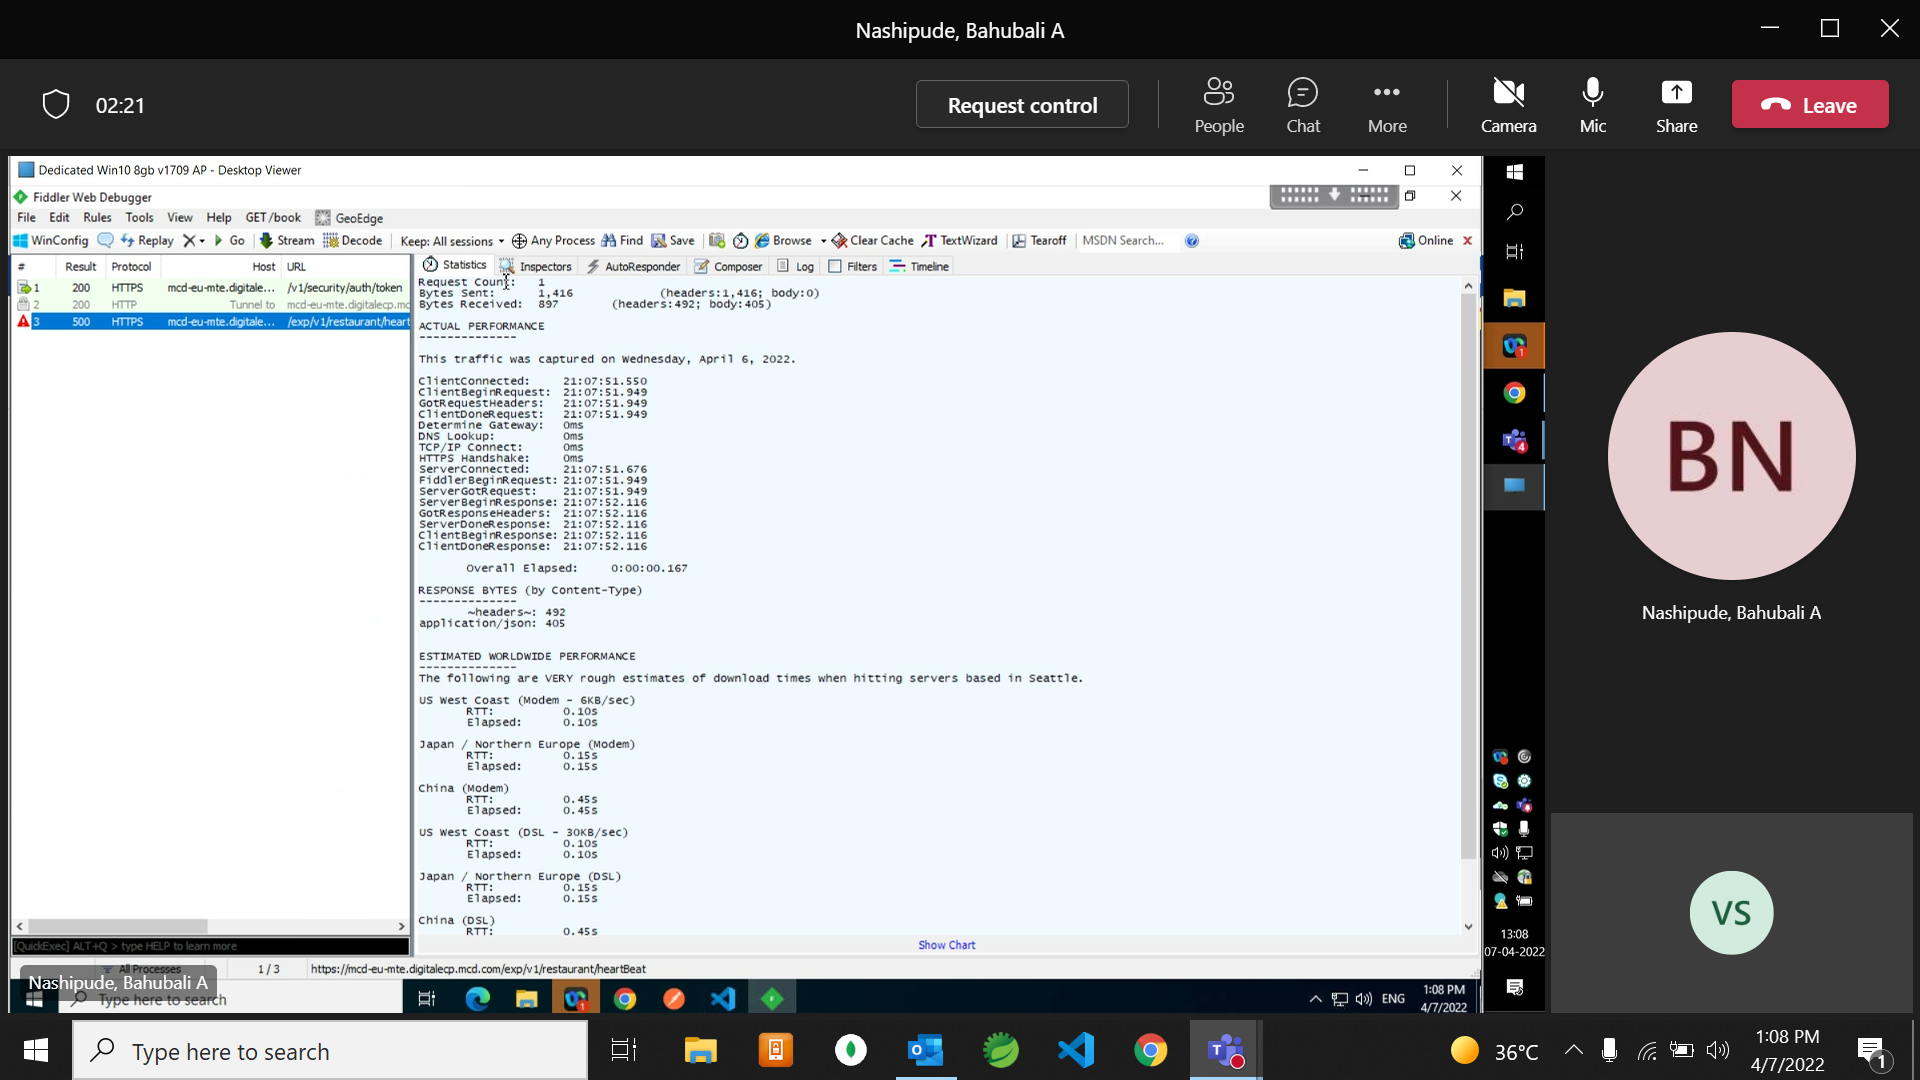 Nashipude, Bahubali A
02:21
Request control
People
Chat
More
Camera
Mic
Share
Leave
Dedicated Win10 8gb v1709 AP - Desktop Viewer
Fiddler Web Debugger
File Edit Rules Tools View Help GET/book GeoEdge
WinConfig Replay Go Stream Decode Keep: All sessions Any Process Find Save Browse Clear Cache TextWizard Tearoff MSDN Search... Online
# Result Protocol Host URL
1 200 HTTPS mcd-eu-mte.digitale... /v1/security/auth/token
2 200 HTTP Tunnel to mcd-eu-mte.digitalecp.mc
3 500 HTTPS mcd-eu-mte.digitale... /exp/v1/restaurant/heart
Statistics Inspectors AutoResponder Composer Log Filters Timeline
Request Count: 1
Bytes Sent: 1,416 (headers:1,416; body:0)
Bytes Received: 897 (headers:492; body:405)
ACTUAL PERFORMANCE
--------------
This traffic was captured on Wednesday, April 6, 2022.
ClientConnected: 21:07:51.550
ClientBeginRequest: 21:07:51.949
GotRequestHeaders: 21:07:51.949
ClientDoneRequest: 21:07:51.949
Determine Gateway: 0ms
DNS Lookup: 0ms
TCP/IP Connect: 0ms
HTTPS Handshake: 0ms
ServerConnected: 21:07:51.676
FiddlerBeginRequest: 21:07:51.949
ServerGotRequest: 21:07:51.949
ServerBeginResponse: 21:07:52.116
GotResponseHeaders: 21:07:52.116
ServerDoneResponse: 21:07:52.116
ClientBeginResponse: 21:07:52.116
ClientDoneResponse: 21:07:52.116
Overall Elapsed: 0:00:00.167
RESPONSE BYTES (by Content-Type)
--------------
~headers~: 492
application/json: 405
ESTIMATED WORLDWIDE PERFORMANCE
--------------
The following are VERY rough estimates of download times when hitting servers based in Seattle.
US West Coast (Modem - 6KB/sec)
RTT: 0.10s
Elapsed: 0.10s
Japan / Northern Europe (Modem)
RTT: 0.15s
Elapsed: 0.15s
China (Modem)
RTT: 0.45s
Elapsed: 0.45s
US West Coast (DSL - 30KB/sec)
RTT: 0.10s
Elapsed: 0.10s
Japan / Northern Europe (DSL)
RTT: 0.15s
Elapsed: 0.15s
China (DSL)
RTT: 0.45s
Show Chart
[QuickExec] ALT+Q > type HELP to learn more
All Processes 1 / 3 https://mcd-eu-mte.digitalecp.mcd.com/exp/v1/restaurant/heartBeat
Nashipude, Bahubali A
Type here to search
ENG
1:08 PM
4/7/2022
13:08
07-04-2022
BN
Nashipude, Bahubali A
VS
Type here to search
36°C
1:08 PM
4/7/2022
1